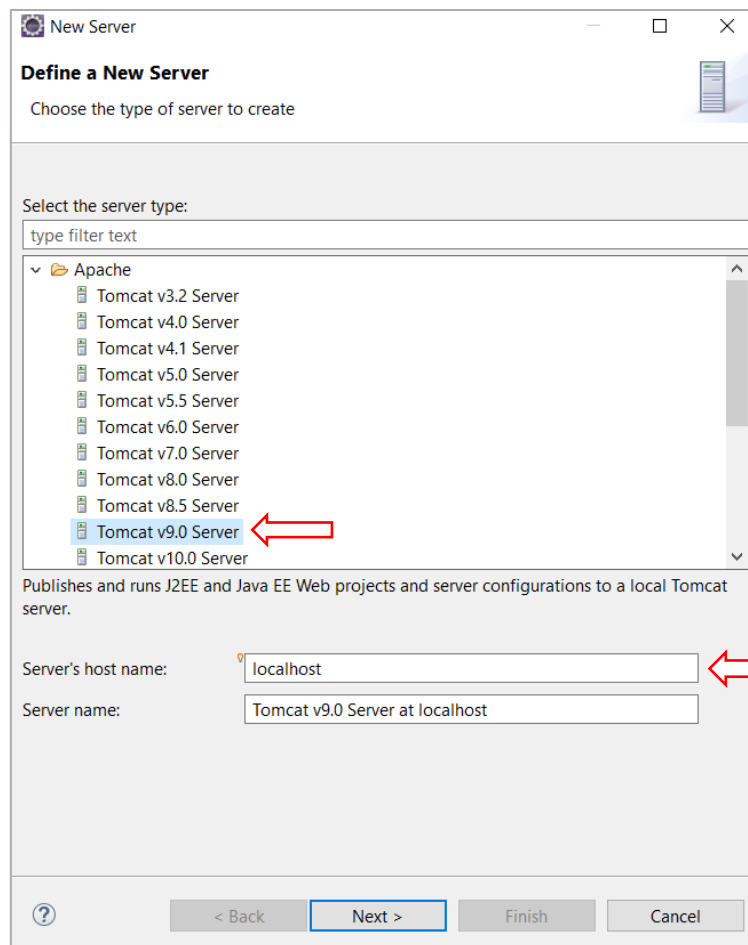 New Server
Define a New Server
Choose the type of server to create
Select the server type:
type filter text
Apache
Tomcat v3.2 Server
Tomcat v4.0 Server
Tomcat v4.1 Server
Tomcat v5.0 Server
Tomcat v5.5 Server
Tomcat v6.0 Server
Tomcat v7.0 Server
Tomcat v8.0 Server
Tomcat v8.5 Server
Tomcat v9.0 Server
Tomcat v10.0 Server
Publishes and runs J2EE and Java EE Web projects and server configurations to a local Tomcat
server.
Server's host name: localhost
Server name: Tomcat v9.0 Server at localhost
? < Back Next > Finish Cancel